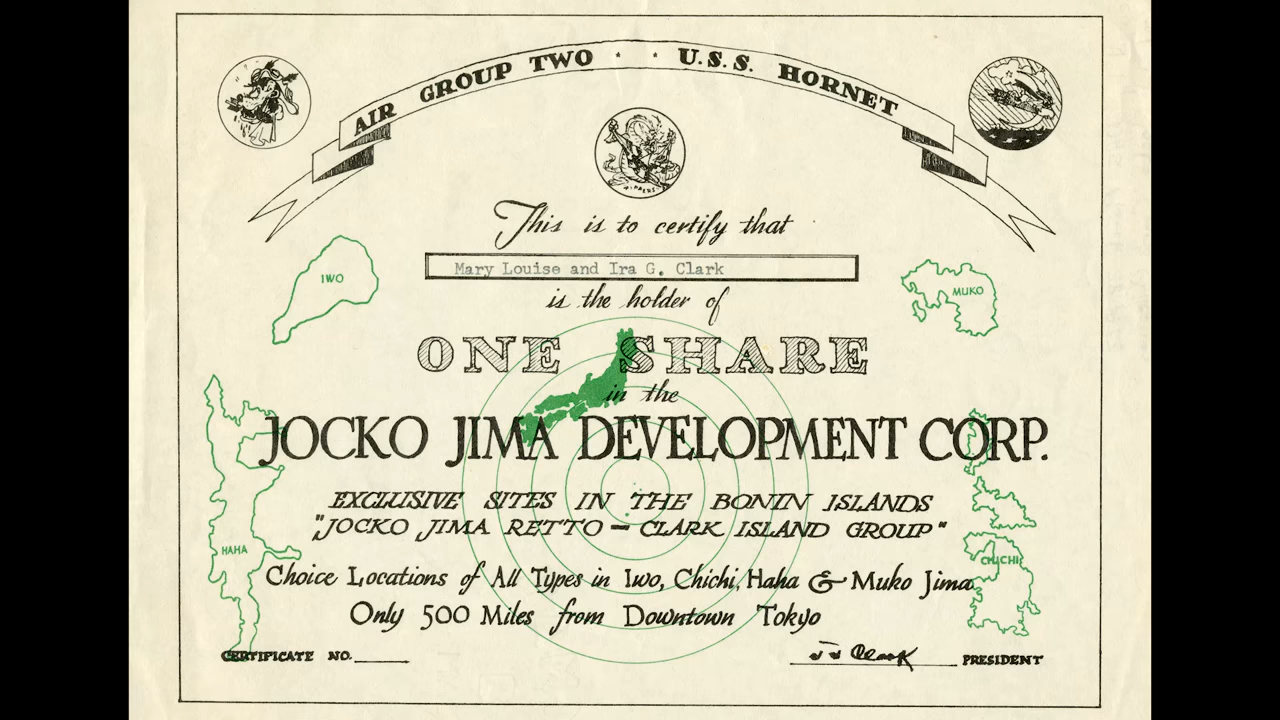 AIR GROUP TWO · · U.S.S. HORNET
This is to certify that
Mary Louise and Ira G. Clark
is the holder of
IWO
MUKO
ONE SHARE
in the
JOCKO JIMA DEVELOPMENT CORP.
EXCLUSIVE SITES IN THE BONIN ISLANDS
"JOCKO JIMA RETTO – CLARK ISLAND GROUP"
HAHA
CHICHI
Choice Locations of All Types in Iwo, Chichi, Haha & Muko Jima
Only 500 Miles from Downtown Tokyo
CERTIFICATE NO.
JJ Clark PRESIDENT